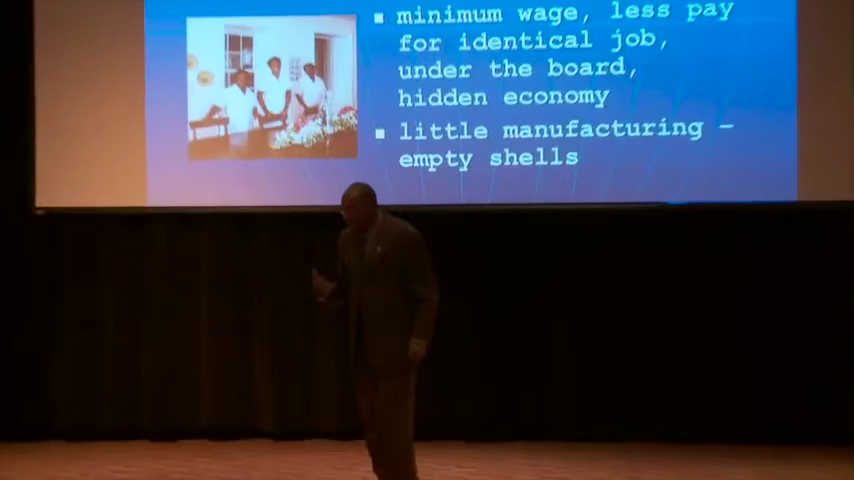 minimum wage, less pay
for identical job,
under the board,
hidden economy
little manufacturing –
empty shells